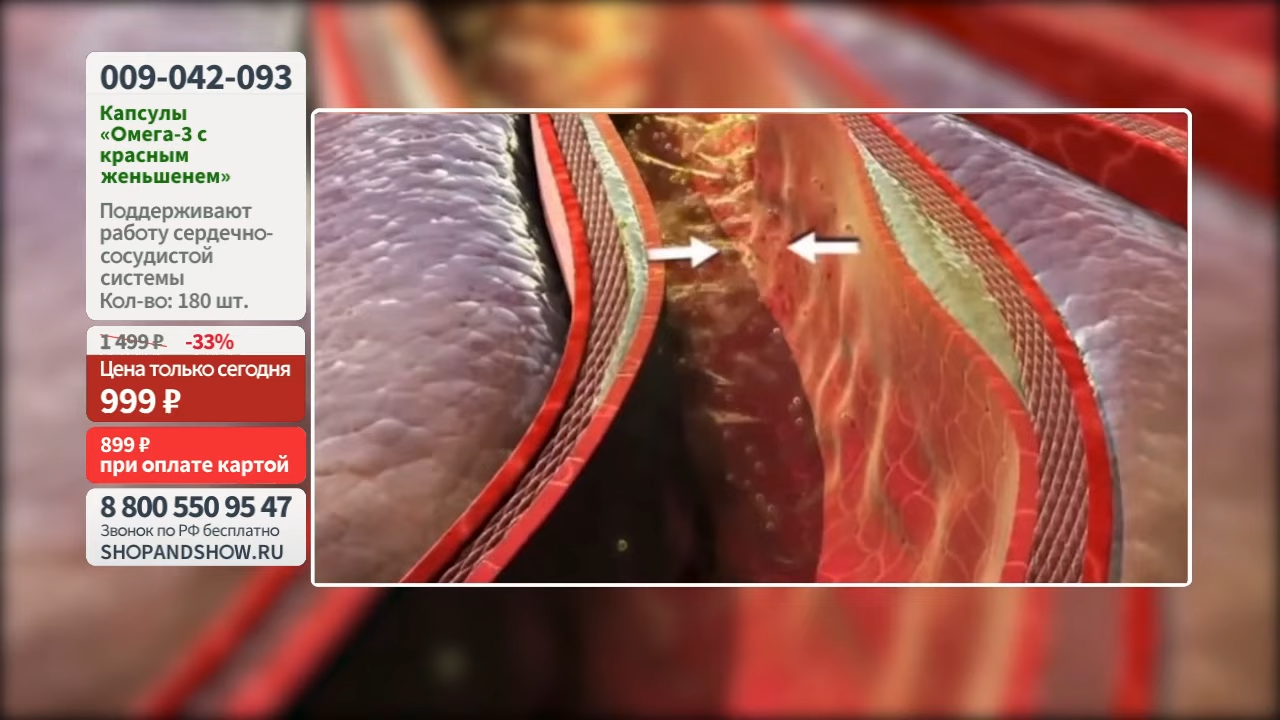 009-042-093
Капсулы
«Омега-3 с
красным
женьшенем»
Поддерживают
работу сердечно-
сосудистой
системы
Кол-во: 180 шт.
1 499 ₽ -33%
Цена только сегодня
999 ₽
899 ₽
при оплате картой
8 800 550 95 47
Звонок по РФ бесплатно
SHOPANDSHOW.RU